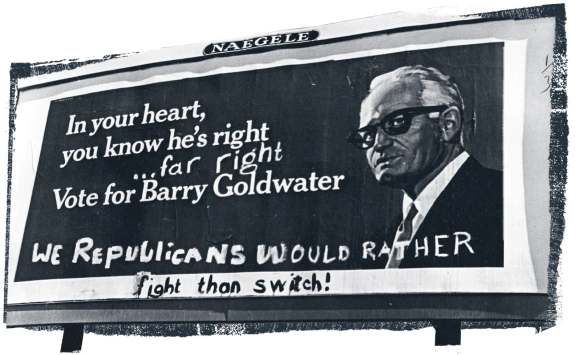 NAEGELE
In your heart,
you know he's right
...far right
Vote for Barry Goldwater
WE REPUBLICANS WOULD RATHER
fight than switch!